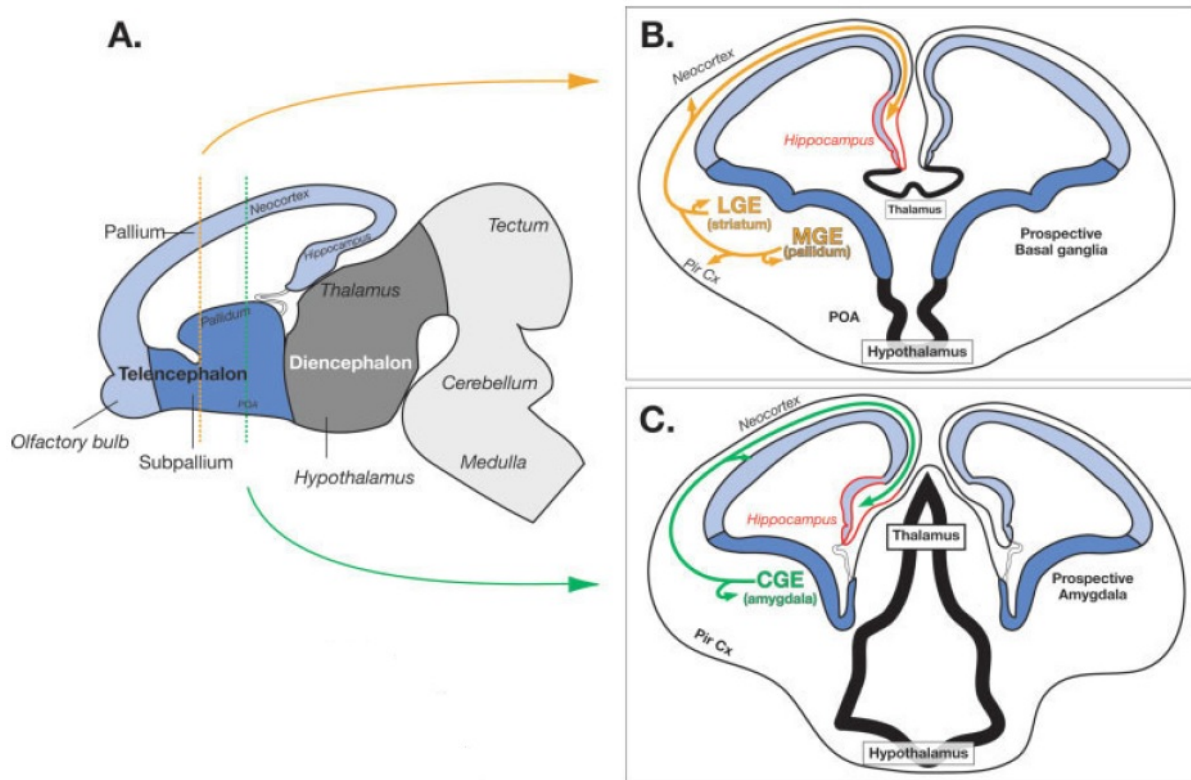 A.
Neocortex
Pallium
Hippocampus
Tectum
Pallidum
Thalamus
Telencephalon
Diencephalon
POA
Cerebellum
Olfactory bulb
Subpallium
Hypothalamus
Medulla
B.
Neocortex
Hippocampus
Thalamus
LGE
(striatum)
MGE
(pallidum)
Prospective
Basal ganglia
Pir Cx
POA
Hypothalamus
C.
Neocortex
Hippocampus
Thalamus
CGE
(amygdala)
Prospective
Amygdala
Pir Cx
Hypothalamus